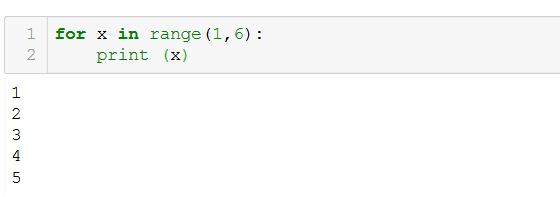 1 for x in range(1,6):
2     print (x)
1
2
3
4
5